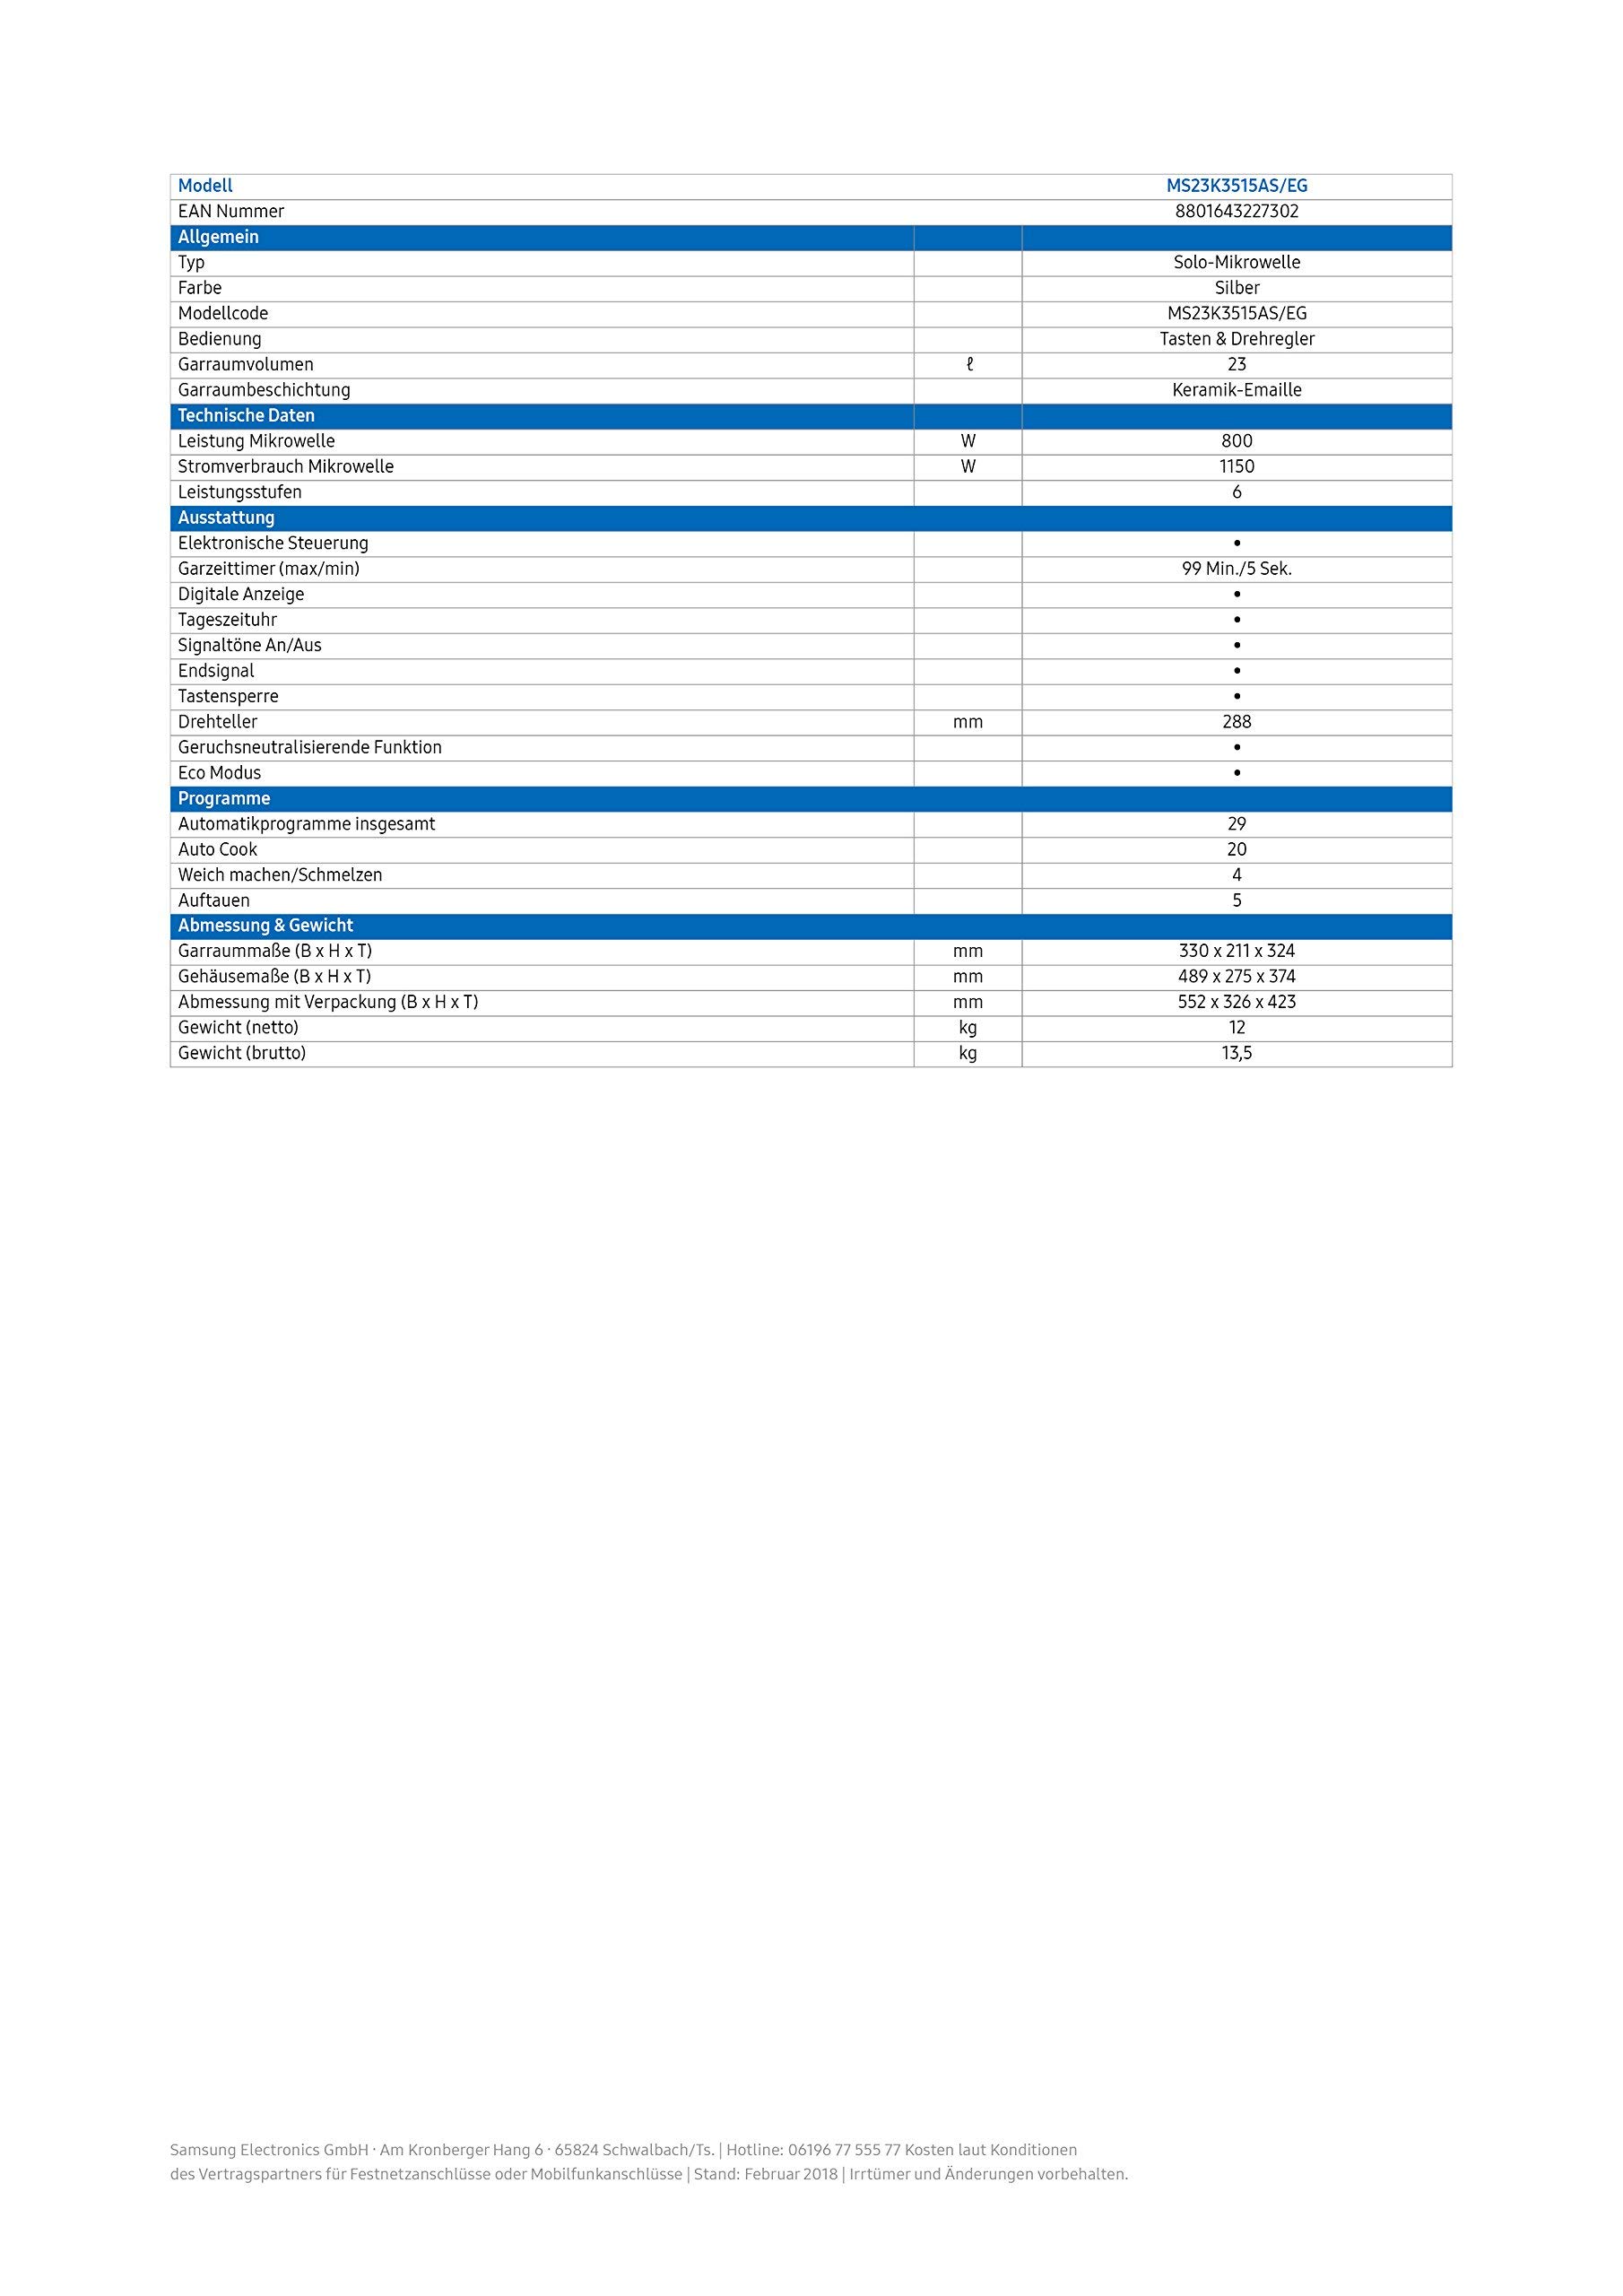 Modell MS23K3515AS/EG
EAN Nummer 8801643227302
Allgemein
Typ Solo-Mikrowelle
Farbe Silber
Modellcode MS23K3515AS/EG
Bedienung Tasten & Drehregler
Garraumvolumen ℓ 23
Garraumbeschichtung Keramik-Emaille
Technische Daten
Leistung Mikrowelle W 800
Stromverbrauch Mikrowelle W 1150
Leistungsstufen 6
Ausstattung
Elektronische Steuerung •
Garzeittimer (max/min) 99 Min./5 Sek.
Digitale Anzeige •
Tageszeituhr •
Signaltöne An/Aus •
Endsignal •
Tastensperre •
Drehteller mm 288
Geruchsneutralisierende Funktion •
Eco Modus •
Programme
Automatikprogramme insgesamt 29
Auto Cook 20
Weich machen/Schmelzen 4
Auftauen 5
Abmessung & Gewicht
Garraummaße (B x H x T) mm 330 x 211 x 324
Gehäusemaße (B x H x T) mm 489 x 275 x 374
Abmessung mit Verpackung (B x H x T) mm 552 x 326 x 423
Gewicht (netto) kg 12
Gewicht (brutto) kg 13,5
Samsung Electronics GmbH · Am Kronberger Hang 6 · 65824 Schwalbach/Ts. | Hotline: 06196 77 555 77 Kosten laut Konditionen
des Vertragspartners für Festnetzanschlüsse oder Mobilfunkanschlüsse | Stand: Februar 2018 | Irrtümer und Änderungen vorbehalten.